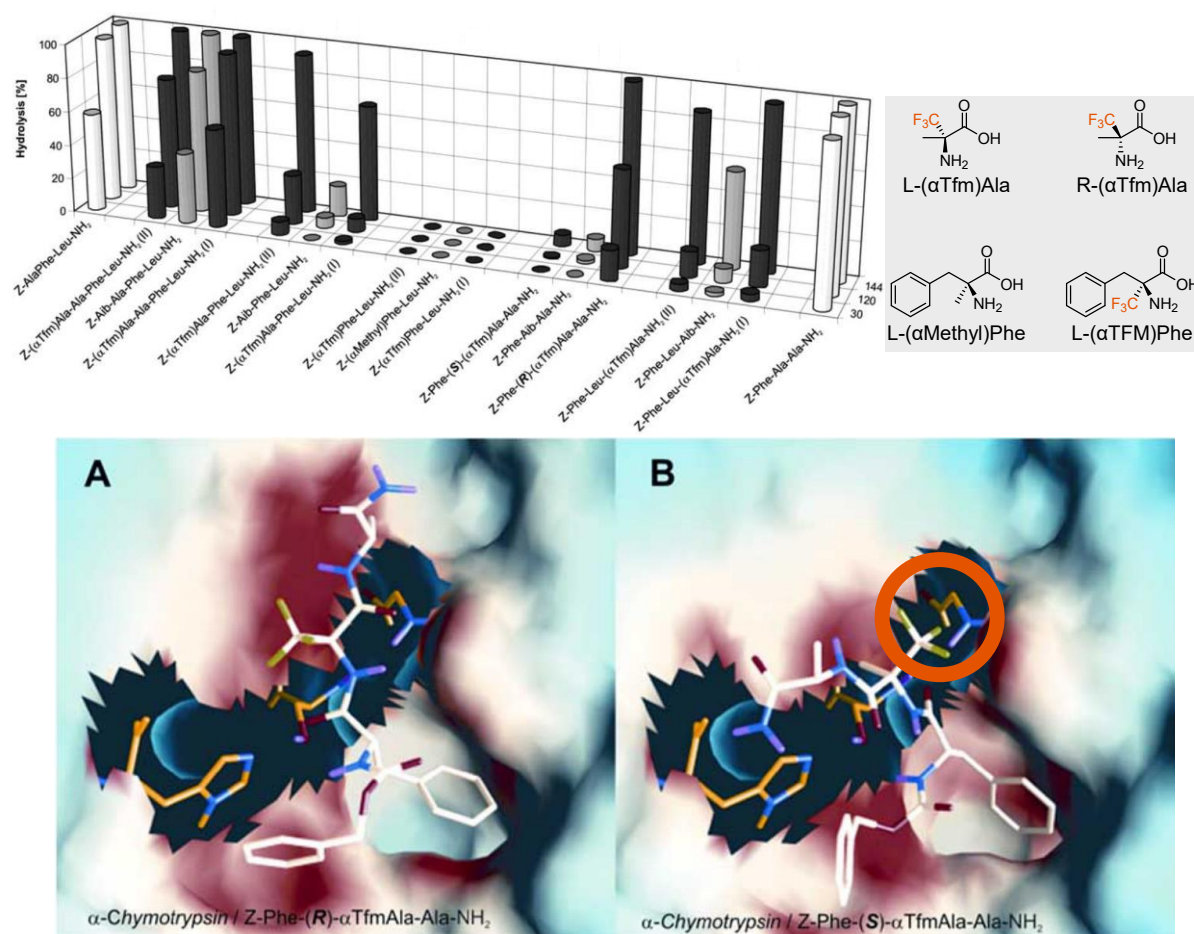 Hydrolysis [%]
100
80
60
40
20
0
Z-AlaPhe-Leu-NH₂
Z-(αTfm)Ala-Ala-Phe-Leu-NH₂ (II)
Z-Aib-Ala-Phe-Leu-NH₂
Z-(αTfm)Ala-Ala-Phe-Leu-NH₂ (I)
Z-(αTfm)Ala-Phe-Leu-NH₂ (II)
Z-Aib-Phe-Leu-NH₂
Z-(αTfm)Ala-Phe-Leu-NH₂ (I)
Z-(αTfm)Phe-Leu-NH₂ (II)
Z-(αMethyl)Phe-Leu-NH₂
Z-(αTfm)Phe-Leu-NH₂ (I)
Z-Phe-(S)-(αTfm)Ala-Ala-NH₂
Z-Phe-Aib-Ala-NH₂
Z-Phe-(R)-(αTfm)Ala-Ala-NH₂
Z-Phe-Leu-(αTfm)Ala-NH₂ (II)
Z-Phe-Leu-Aib-NH₂
Z-Phe-Leu-(αTfm)Ala-NH₂ (I)
Z-Phe-Ala-Ala-NH₂
144
120
30
F₃C
O
OH
NH₂
L-(αTfm)Ala
F₃C
O
OH
NH₂
R-(αTfm)Ala
O
OH
NH₂
L-(αMethyl)Phe
O
OH
F₃C
NH₂
L-(αTFM)Phe
A
α-Chymotrypsin / Z-Phe-(R)-αTfmAla-Ala-NH₂
B
α-Chymotrypsin / Z-Phe-(S)-αTfmAla-Ala-NH₂